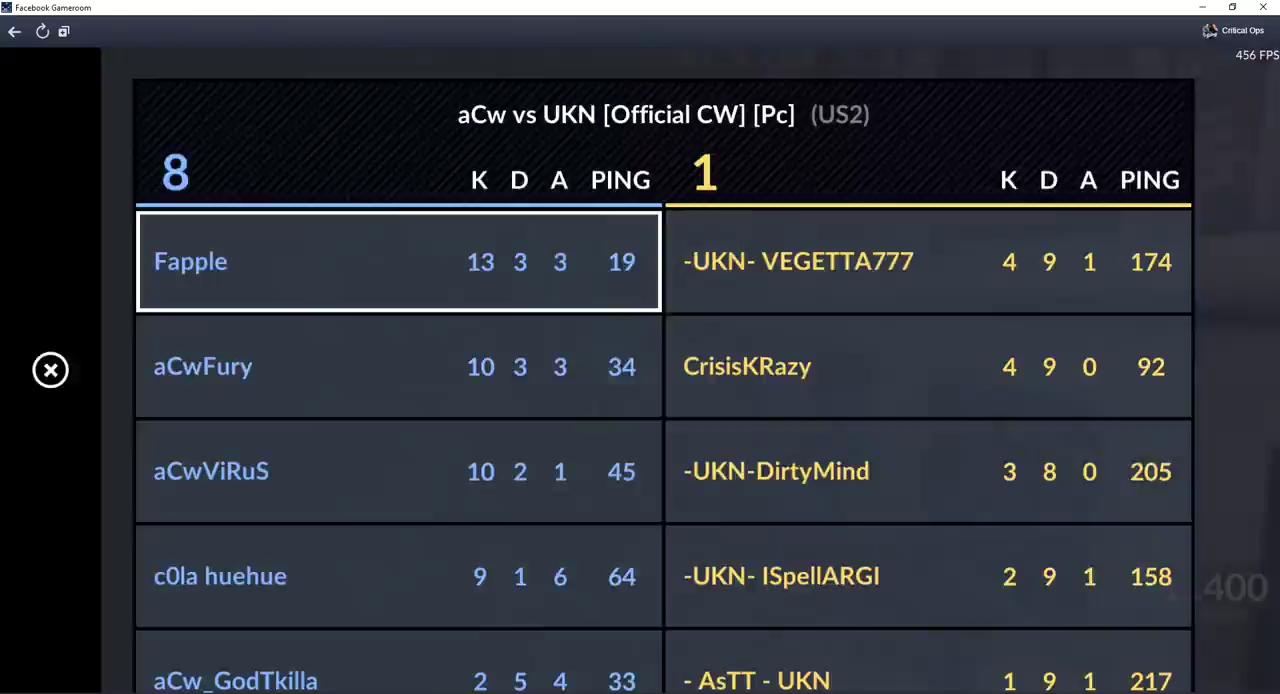 Facebook Gameroom
Critical Ops
456 FPS
aCw vs UKN [Official CW] [Pc] (US2)
8 K D A PING 1 K D A PING
Fapple 13 3 3 19 -UKN- VEGETTA777 4 9 1 174
aCwFury 10 3 3 34 CrisisKRazy 4 9 0 92
aCwViRuS 10 2 1 45 -UKN-DirtyMind 3 8 0 205
c0la huehue 9 1 6 64 -UKN- ISpellARGI 2 9 1 158
aCw_GodTkilla 2 5 4 33 - AsTT - UKN 1 9 1 217